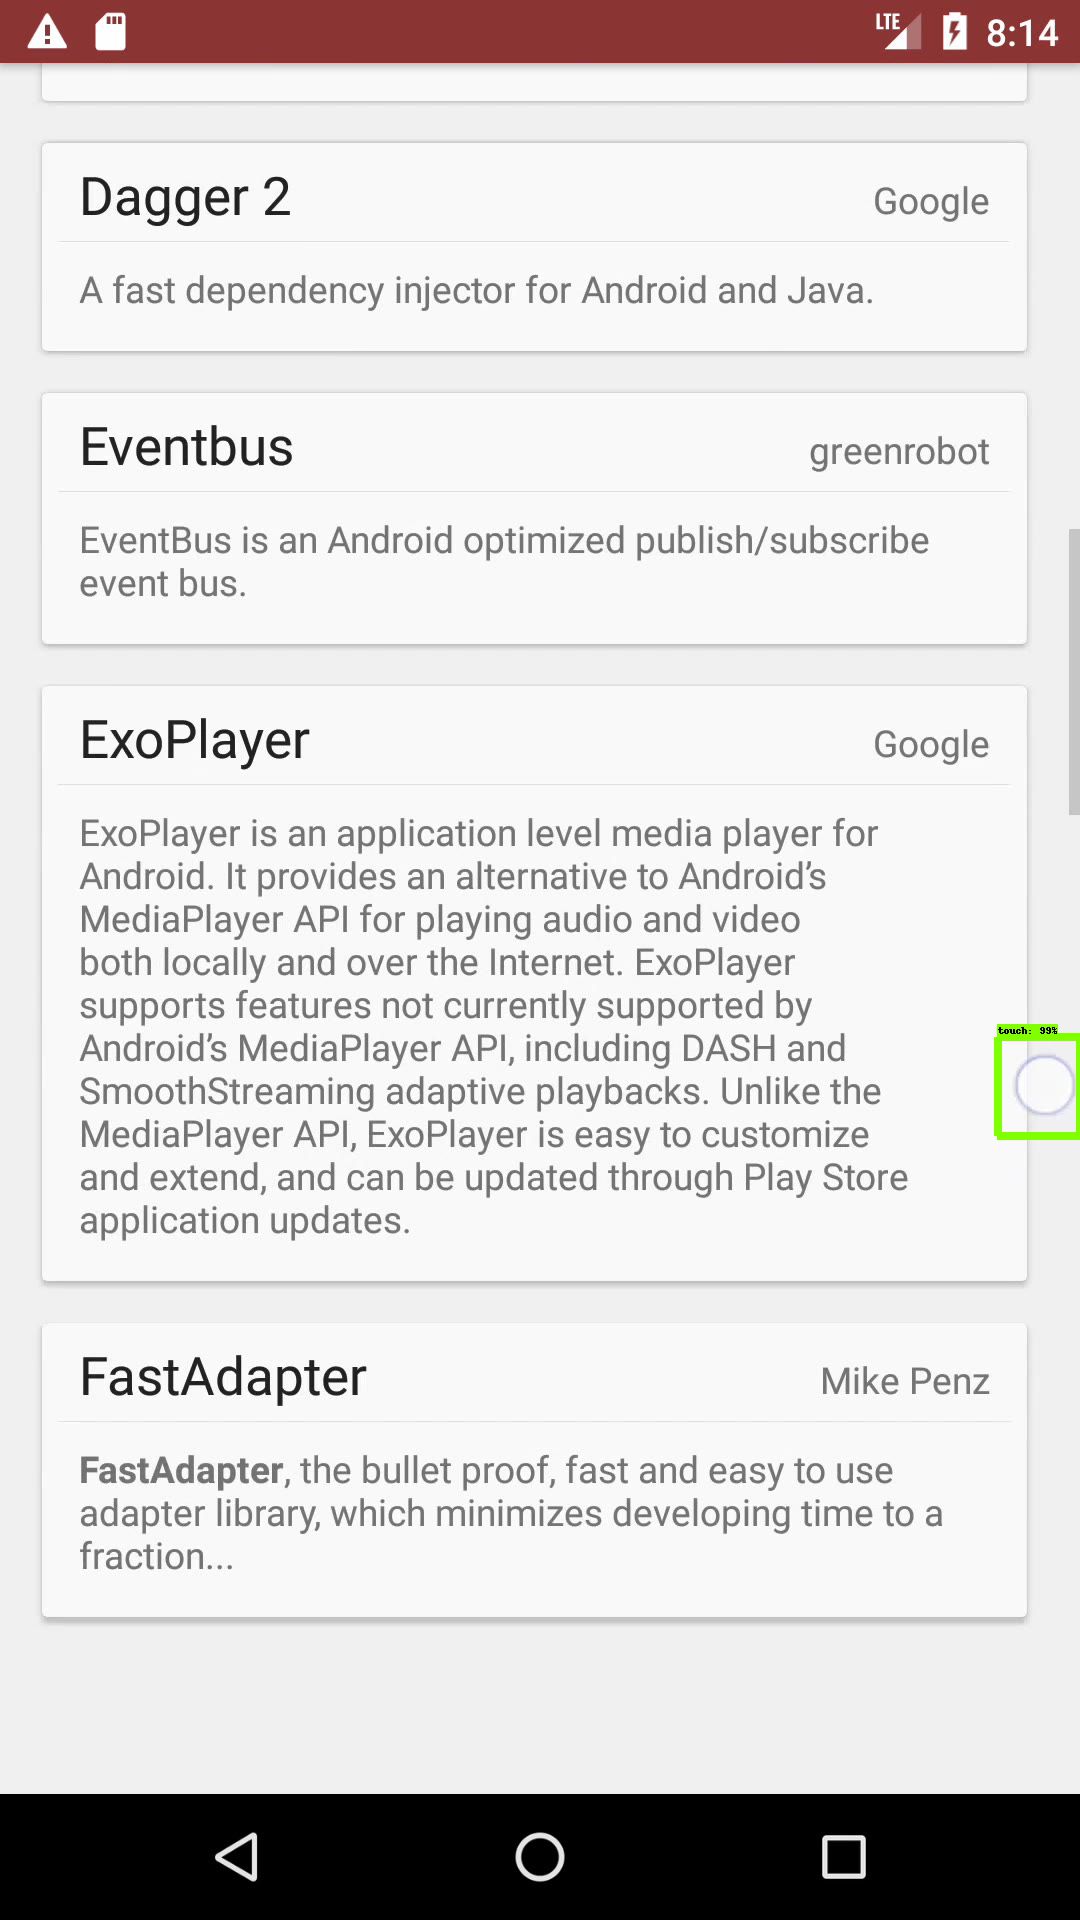 LTE 8:14
Dagger 2 Google
A fast dependency injector for Android and Java.
Eventbus greenrobot
EventBus is an Android optimized publish/subscribe
event bus.
ExoPlayer Google
ExoPlayer is an application level media player for
Android. It provides an alternative to Android’s
MediaPlayer API for playing audio and video
both locally and over the Internet. ExoPlayer
supports features not currently supported by
Android’s MediaPlayer API, including DASH and
SmoothStreaming adaptive playbacks. Unlike the
MediaPlayer API, ExoPlayer is easy to customize
and extend, and can be updated through Play Store
application updates.
touch: 99%
FastAdapter Mike Penz
FastAdapter, the bullet proof, fast and easy to use
adapter library, which minimizes developing time to a
fraction...